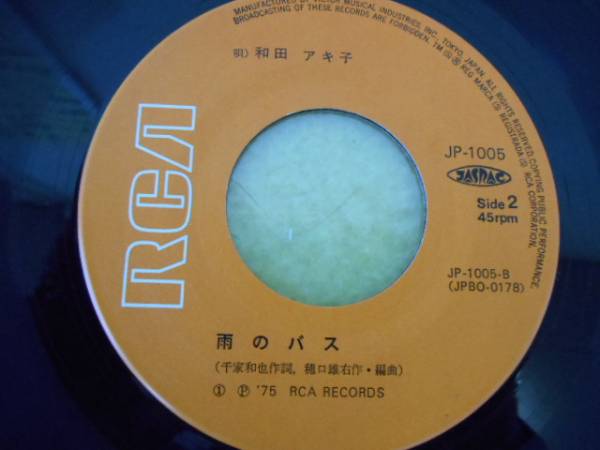 MANUFACTURED BY VICTOR MUSICAL INDUSTRIES, INC. TOKYO, JAPAN. ALL RIGHTS RESERVED. COPYING PUBLIC PERFORMANCE,
BROADCASTING OF THESE RECORDS ARE FORBIDDEN, TM (S) ® REG MARCA (S) REGISTRADA (S) RCA CORPORATION.
唄) 和田 アキ子
RCA
JP-1005
JASRAC
Side 2
45rpm
JP-1005-B
(JPBO-0178)
雨のバス
(千家和也作詞, 穂口雄右作・編曲)
① Ⓟ '75 RCA RECORDS